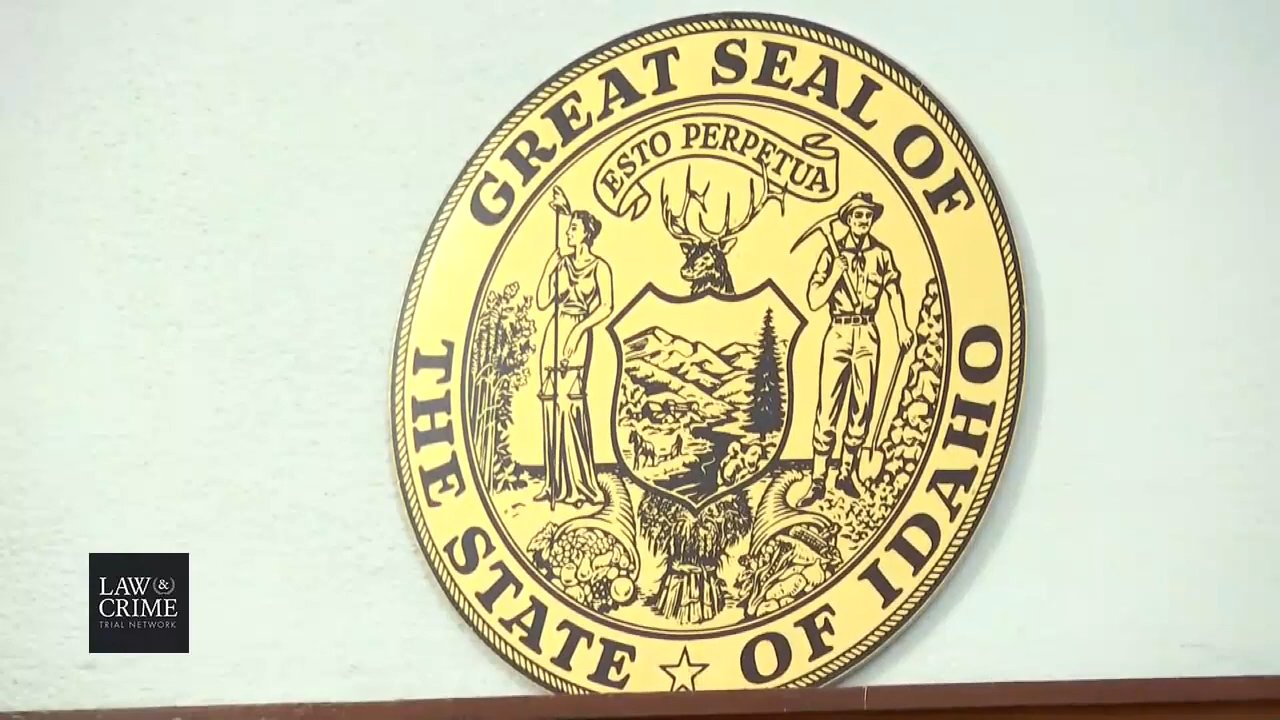 GREAT SEAL OF
THE STATE OF IDAHO
ESTO PERPETUA
LAW &
CRIME
TRIAL NETWORK